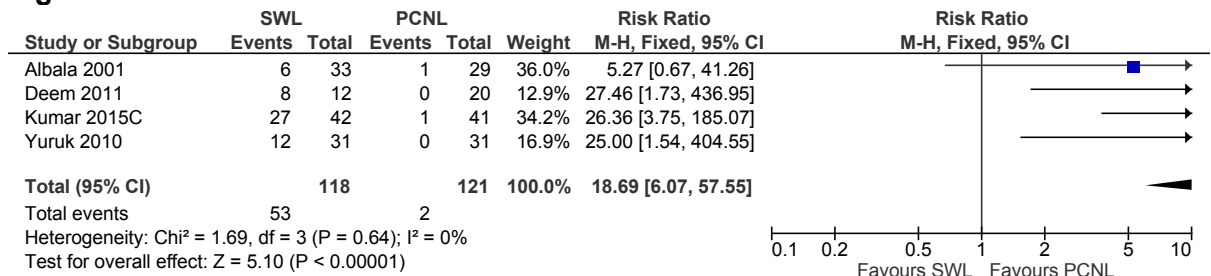 SWL PCNL Risk Ratio Risk Ratio
Study or Subgroup Events Total Events Total Weight M-H, Fixed, 95% CI M-H, Fixed, 95% CI
Albala 2001 6 33 1 29 36.0% 5.27 [0.67, 41.26]
Deem 2011 8 12 0 20 12.9% 27.46 [1.73, 436.95]
Kumar 2015C 27 42 1 41 34.2% 26.36 [3.75, 185.07]
Yuruk 2010 12 31 0 31 16.9% 25.00 [1.54, 404.55]
Total (95% CI) 118 121 100.0% 18.69 [6.07, 57.55]
Total events 53 2
Heterogeneity: Chi² = 1.69, df = 3 (P = 0.64); I² = 0%
Test for overall effect: Z = 5.10 (P < 0.00001)
0.1 0.2 0.5 1 2 5 10
Favours SWL Favours PCNL